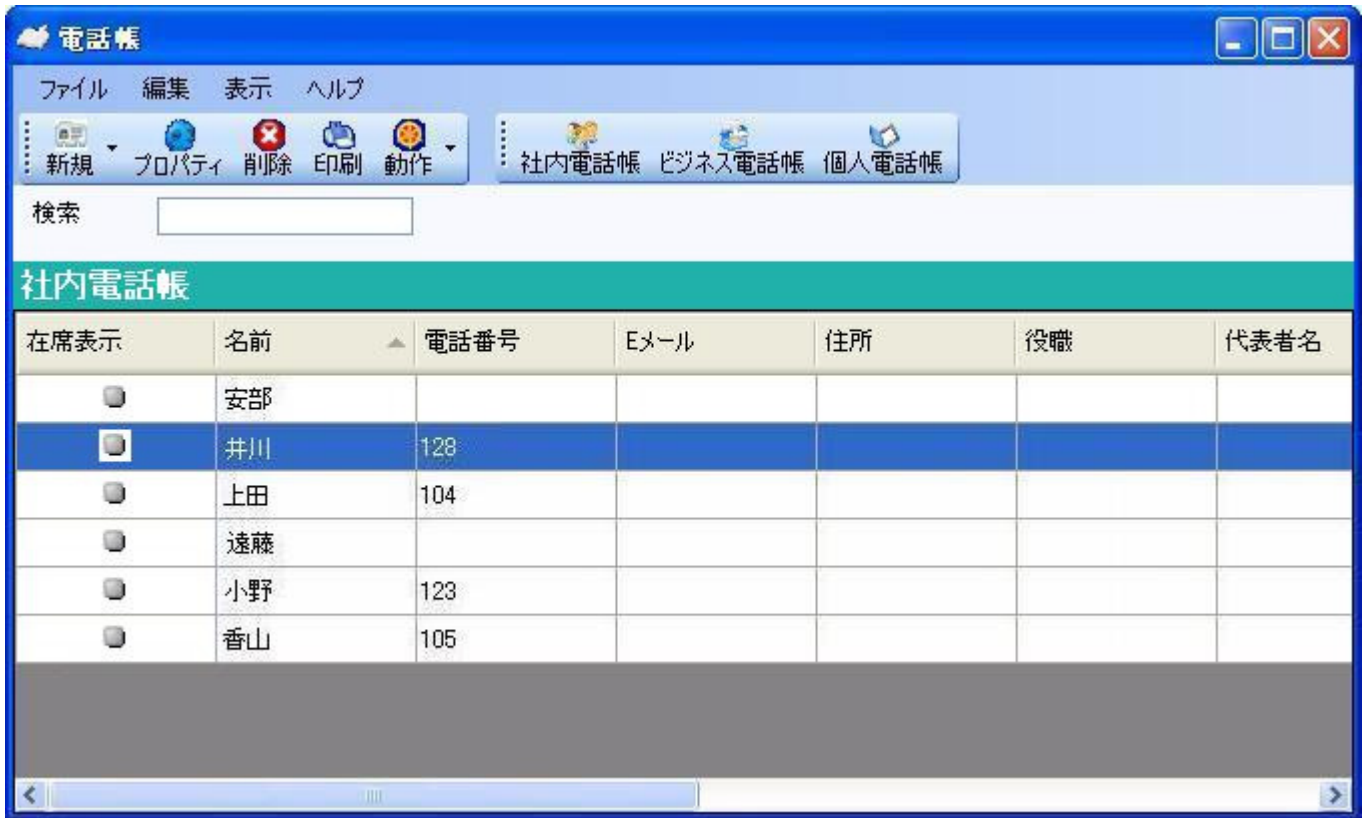 電話帳
ファイル 編集 表示 ヘルプ
新規 プロパティ 削除 印刷 動作 社内電話帳 ビジネス電話帳 個人電話帳
検索
社内電話帳
在席表示 名前 電話番号 Eメール 住所 役職 代表者名
安部
井川 128
上田 104
遠藤
小野 123
香山 105